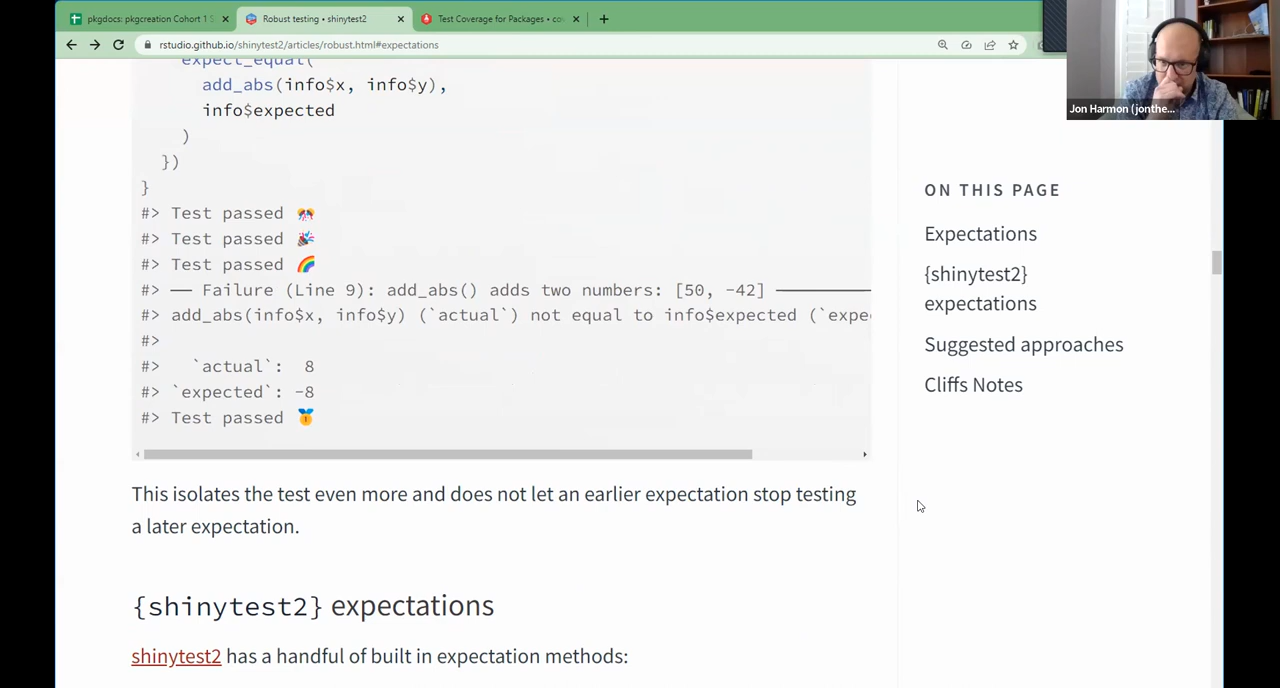 pkgdocs: pkgcreation Cohort 1 S
Robust testing • shinytest2
Test Coverage for Packages • co
rstudio.github.io/shinytest2/articles/robust.html#expectations
Jon Harmon (jonthe...
expect_equal(
add_abs(info$x, info$y),
info$expected
)
})
}
#> Test passed 🎊
#> Test passed 🎉
#> Test passed 🌈
#> ── Failure (Line 9): add_abs() adds two numbers: [50, -42] ──────────
#> add_abs(info$x, info$y) (`actual`) not equal to info$expected (`expe
#>
#>   `actual`:  8
#> `expected`: -8
#> Test passed 🥇
This isolates the test even more and does not let an earlier expectation stop testing
a later expectation.
{shinytest2} expectations
shinytest2 has a handful of built in expectation methods:
ON THIS PAGE
Expectations
{shinytest2}
expectations
Suggested approaches
Cliffs Notes